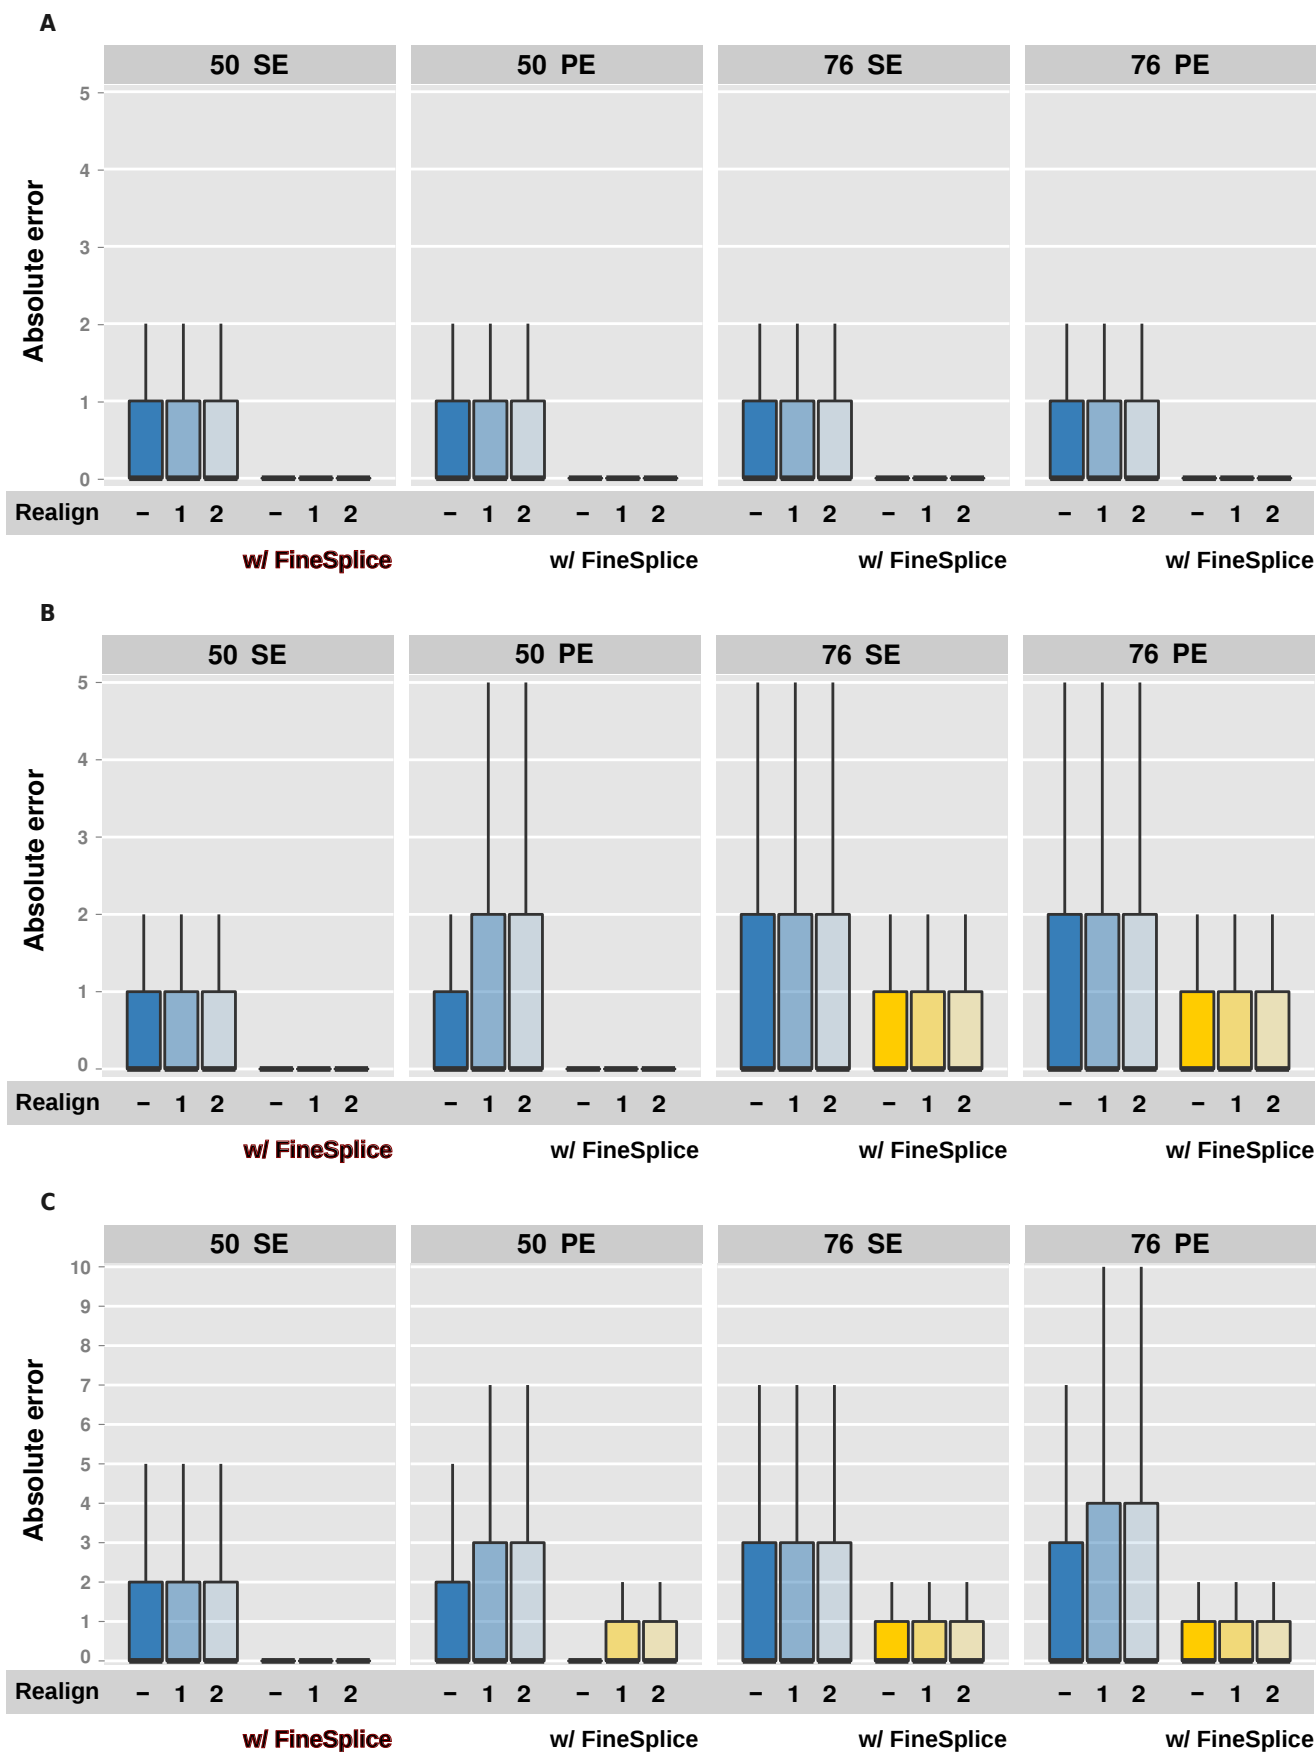 A
50 SE 50 PE 76 SE 76 PE
5
4
3
2
1
0
Absolute error
Realign – 1 2 – 1 2 – 1 2 – 1 2 – 1 2 – 1 2 – 1 2 – 1 2
w/ FineSplice w/ FineSplice w/ FineSplice w/ FineSplice
B
50 SE 50 PE 76 SE 76 PE
5
4
3
2
1
0
Absolute error
Realign – 1 2 – 1 2 – 1 2 – 1 2 – 1 2 – 1 2 – 1 2 – 1 2
w/ FineSplice w/ FineSplice w/ FineSplice w/ FineSplice
C
50 SE 50 PE 76 SE 76 PE
10
9
8
7
6
5
4
3
2
1
0
Absolute error
Realign – 1 2 – 1 2 – 1 2 – 1 2 – 1 2 – 1 2 – 1 2 – 1 2
w/ FineSplice w/ FineSplice w/ FineSplice w/ FineSplice